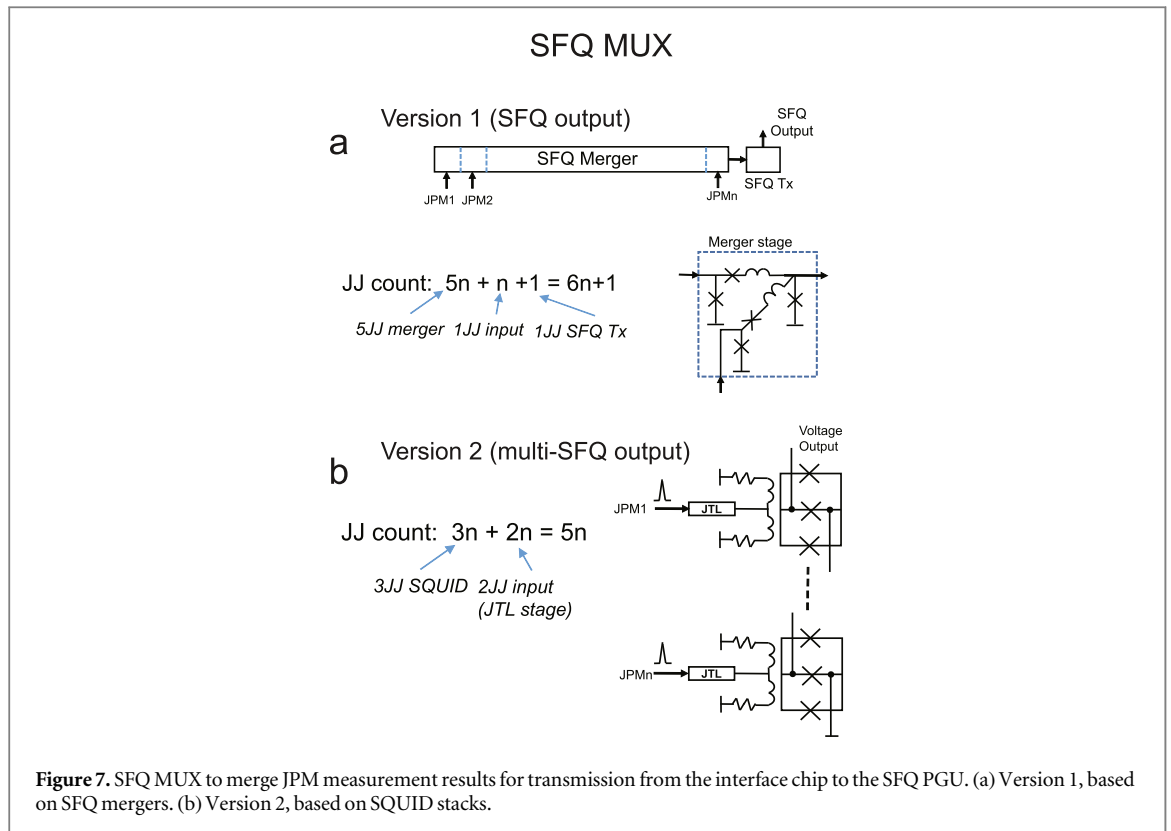 SFQ MUX
a
Version 1 (SFQ output)
SFQ
Output
SFQ Merger
SFQ Tx
JPM1
JPM2
JPMn
Merger stage
JJ count: 5n + n +1 = 6n+1
5JJ merger 1JJ input 1JJ SFQ Tx
b
Version 2 (multi-SFQ output)
Voltage
Output
JPM1
JTL
JJ count: 3n + 2n = 5n
3JJ SQUID 2JJ input
(JTL stage)
JPMn
JTL
Figure 7. SFQ MUX to merge JPM measurement results for transmission from the interface chip to the SFQ PGU. (a) Version 1, based
on SFQ mergers. (b) Version 2, based on SQUID stacks.